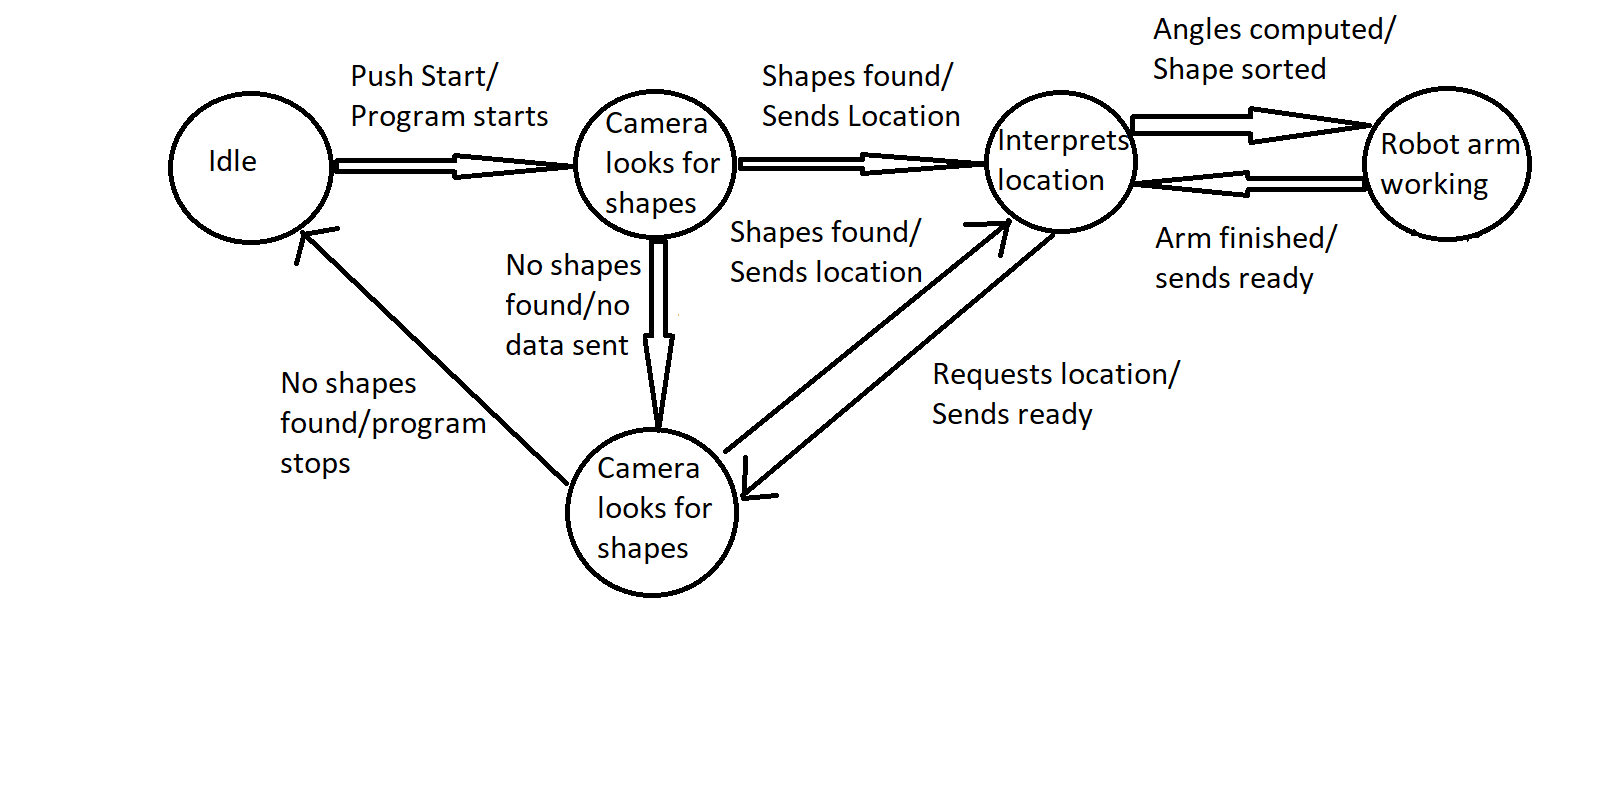 Idle
Push Start/
Program starts
Camera
looks for
shapes
Shapes found/
Sends Location
Interprets
location
Angles computed/
Shape sorted
Robot arm
working
Arm finished/
sends ready
Shapes found/
Sends location
No shapes
found/no
data sent
Requests location/
Sends ready
No shapes
found/program
stops
Camera
looks for
shapes